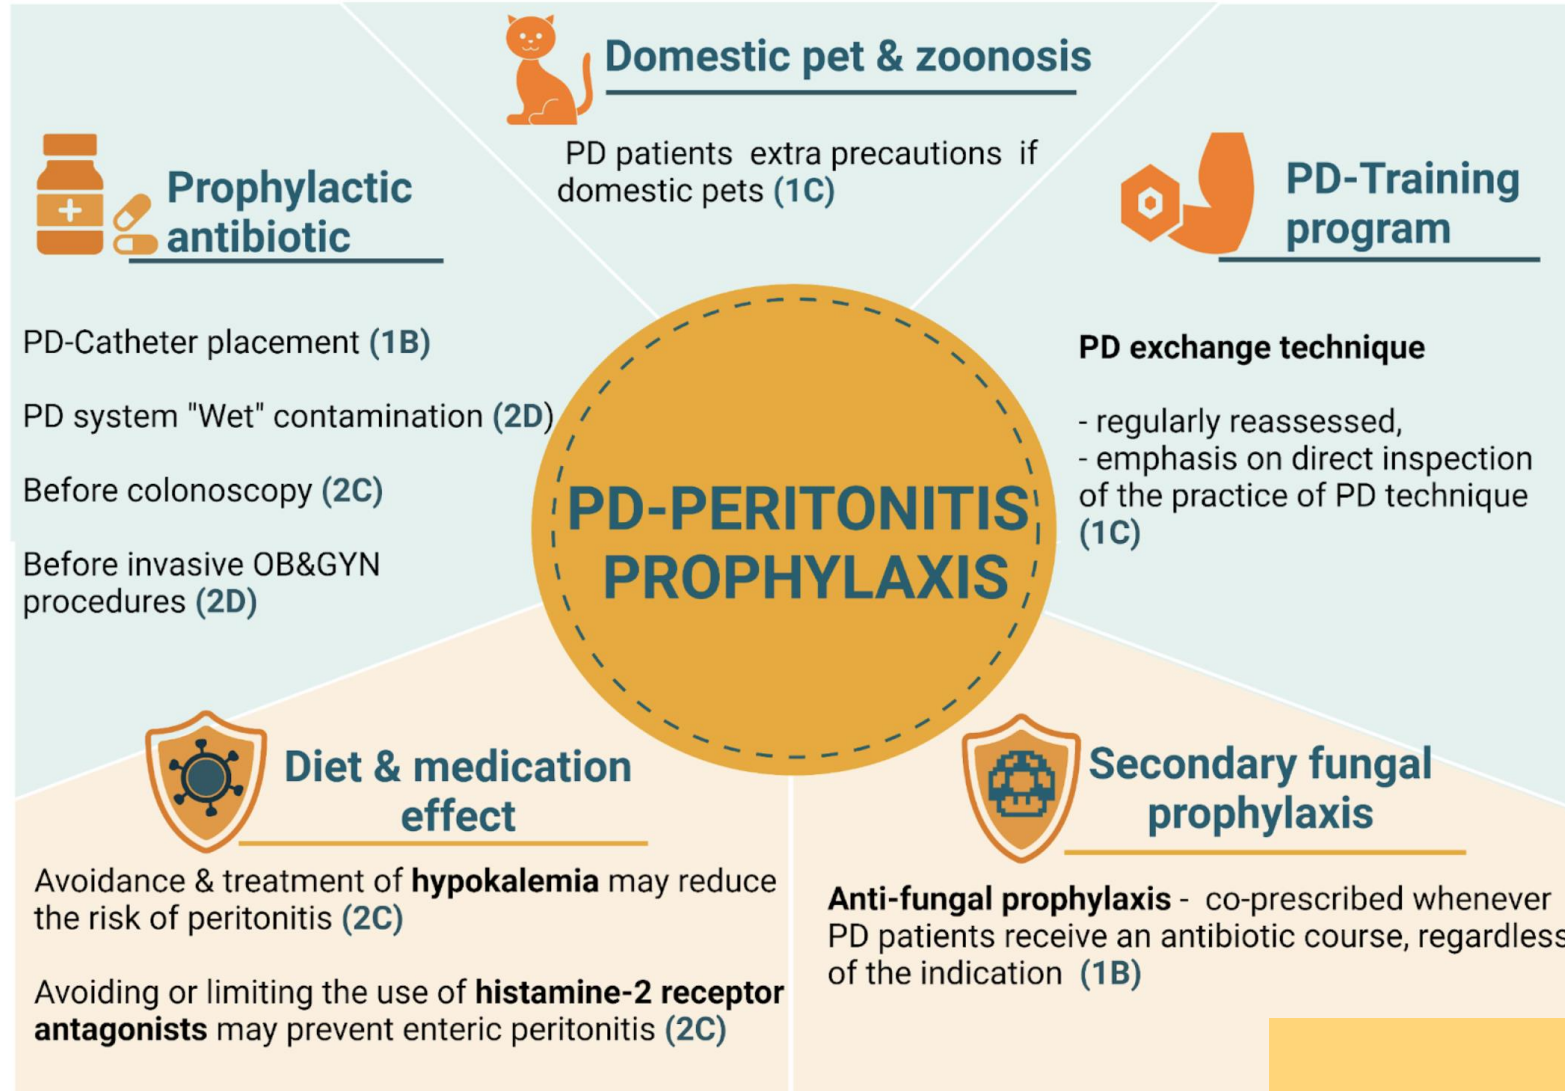 Domestic pet & zoonosis
PD patients extra precautions if
domestic pets (1C)
Prophylactic
antibiotic
PD-Catheter placement (1B)
PD system "Wet" contamination (2D)
Before colonoscopy (2C)
Before invasive OB&GYN
procedures (2D)
PD-Training
program
PD exchange technique
- regularly reassessed,
- emphasis on direct inspection
of the practice of PD technique
(1C)
PD-PERITONITIS
PROPHYLAXIS
Diet & medication
effect
Avoidance & treatment of hypokalemia may reduce
the risk of peritonitis (2C)
Avoiding or limiting the use of histamine-2 receptor
antagonists may prevent enteric peritonitis (2C)
Secondary fungal
prophylaxis
Anti-fungal prophylaxis - co-prescribed whenever
PD patients receive an antibiotic course, regardless
of the indication (1B)